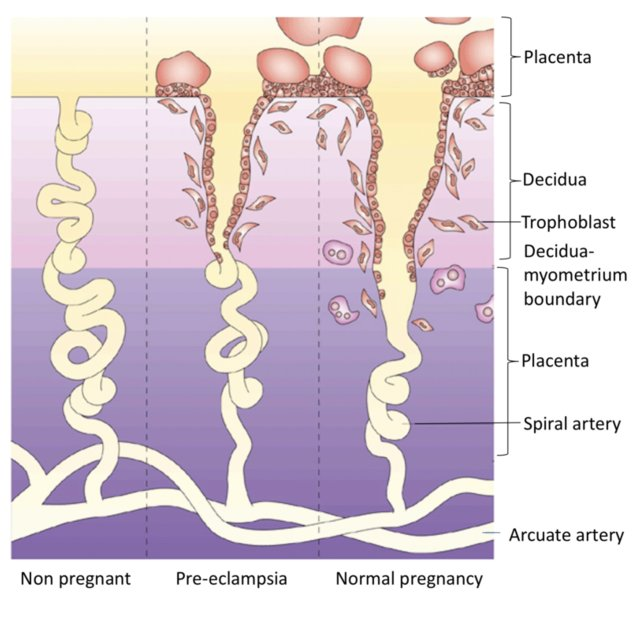 Placenta
Decidua
Trophoblast
Decidua-
myometrium
boundary
Placenta
Spiral artery
Arcuate artery
Non pregnant
Pre-eclampsia
Normal pregnancy